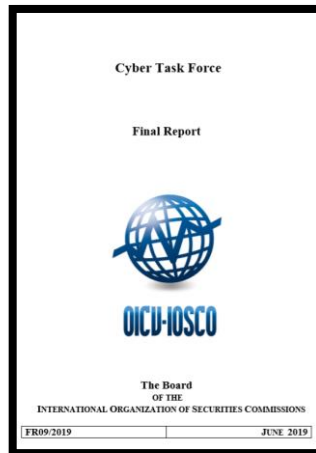 Cyber Task Force
Final Report
OICU-IOSCO
The Board
OF THE
INTERNATIONAL ORGANIZATION OF SECURITIES COMMISSIONS
FR09/2019 JUNE 2019